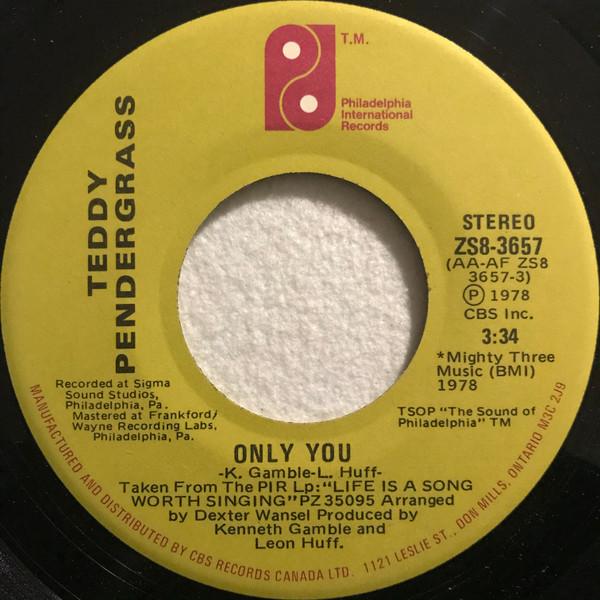 T.M.
Philadelphia
International
Records
TEDDY
PENDERGRASS
STEREO
ZS8-3657
(AA-AF ZS8
3657-3)
Ⓟ 1978
CBS Inc.
3:34
*Mighty Three
Music (BMI)
1978
Recorded at Sigma
Sound Studios,
Philadelphia, Pa.
Mastered at Frankford/
Wayne Recording Labs,
Philadelphia, Pa.
TSOP "The Sound of
Philadelphia" TM
ONLY YOU
-K. Gamble-L. Huff-
Taken From The PIR Lp:"LIFE IS A SONG
WORTH SINGING"PZ 35095 Arranged
by Dexter Wansel Produced by
Kenneth Gamble and
Leon Huff.
MANUFACTURED AND DISTRIBUTED BY CBS RECORDS CANADA LTD. 1121 LESLIE ST., DON MILLS, ONTARIO M3C 2J9